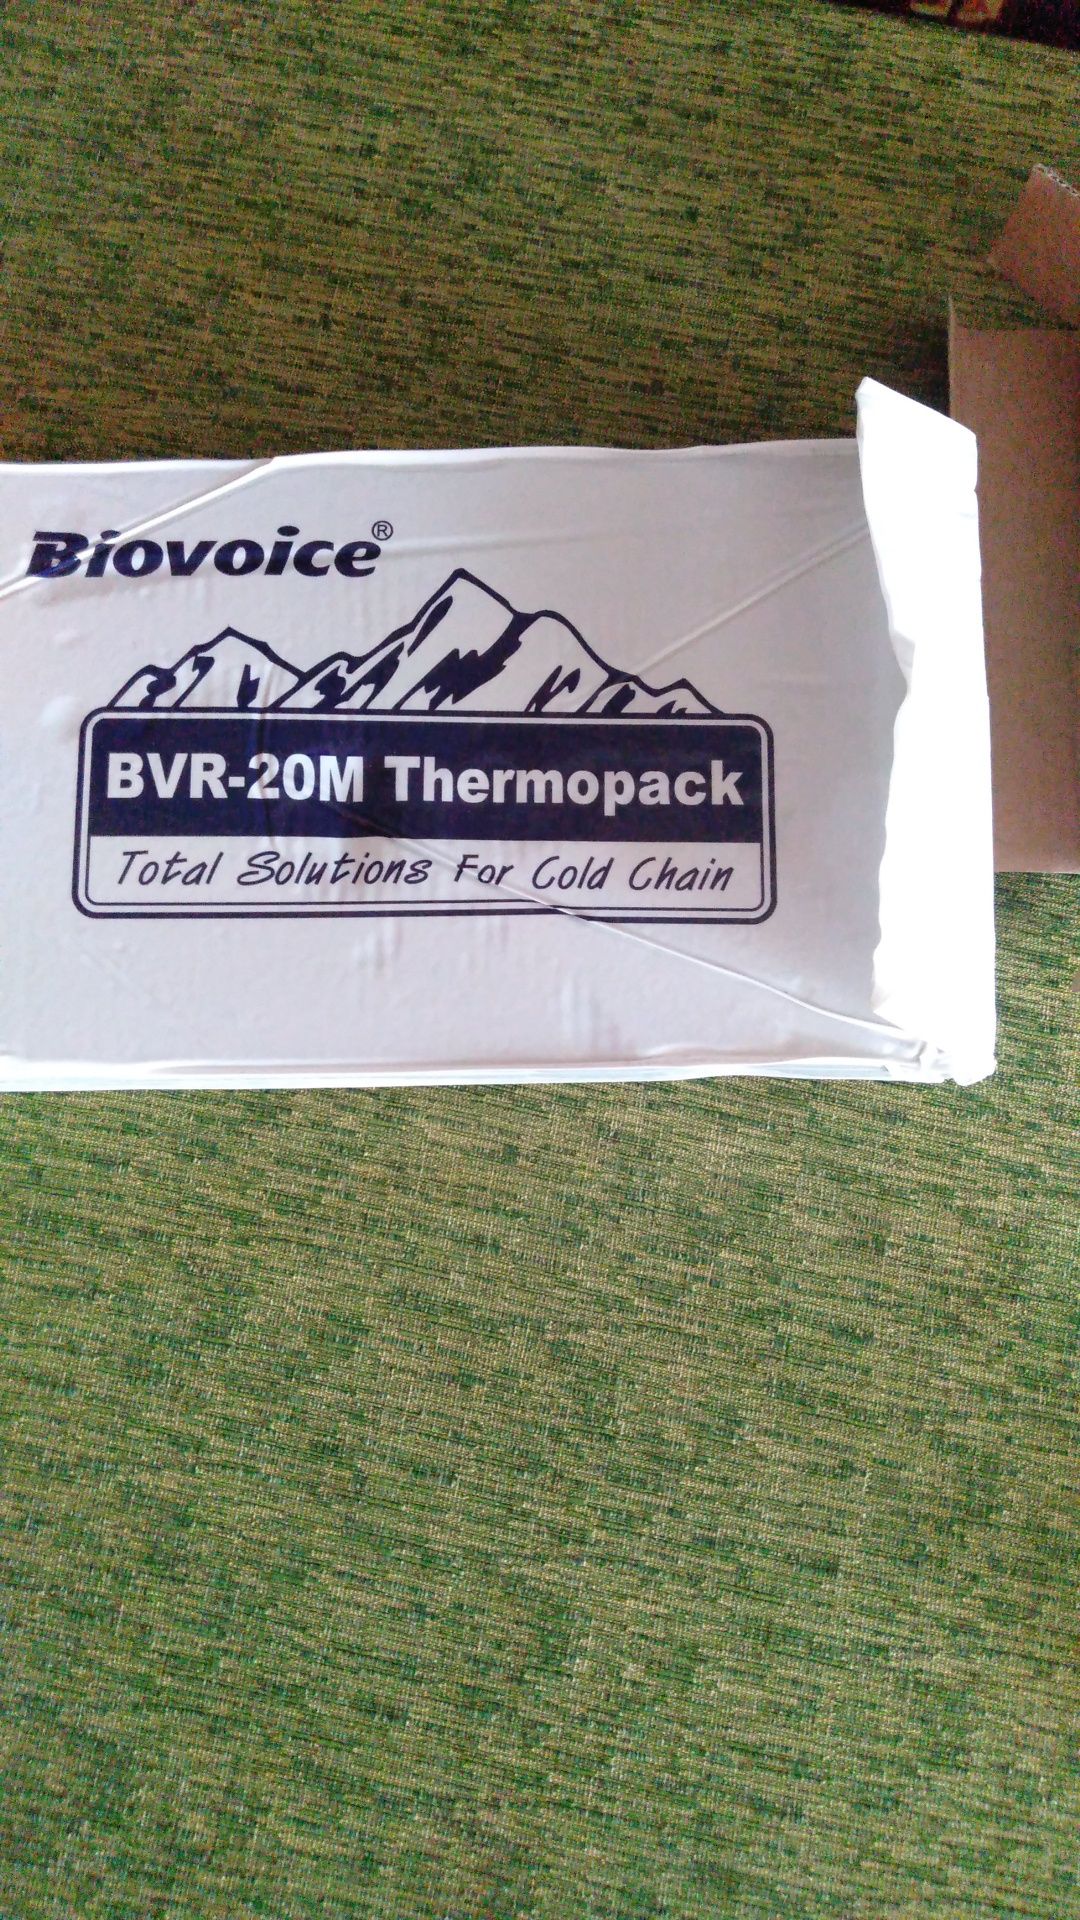 Biovoice®
BVR-20M Thermopack
Total Solutions For Cold Chain